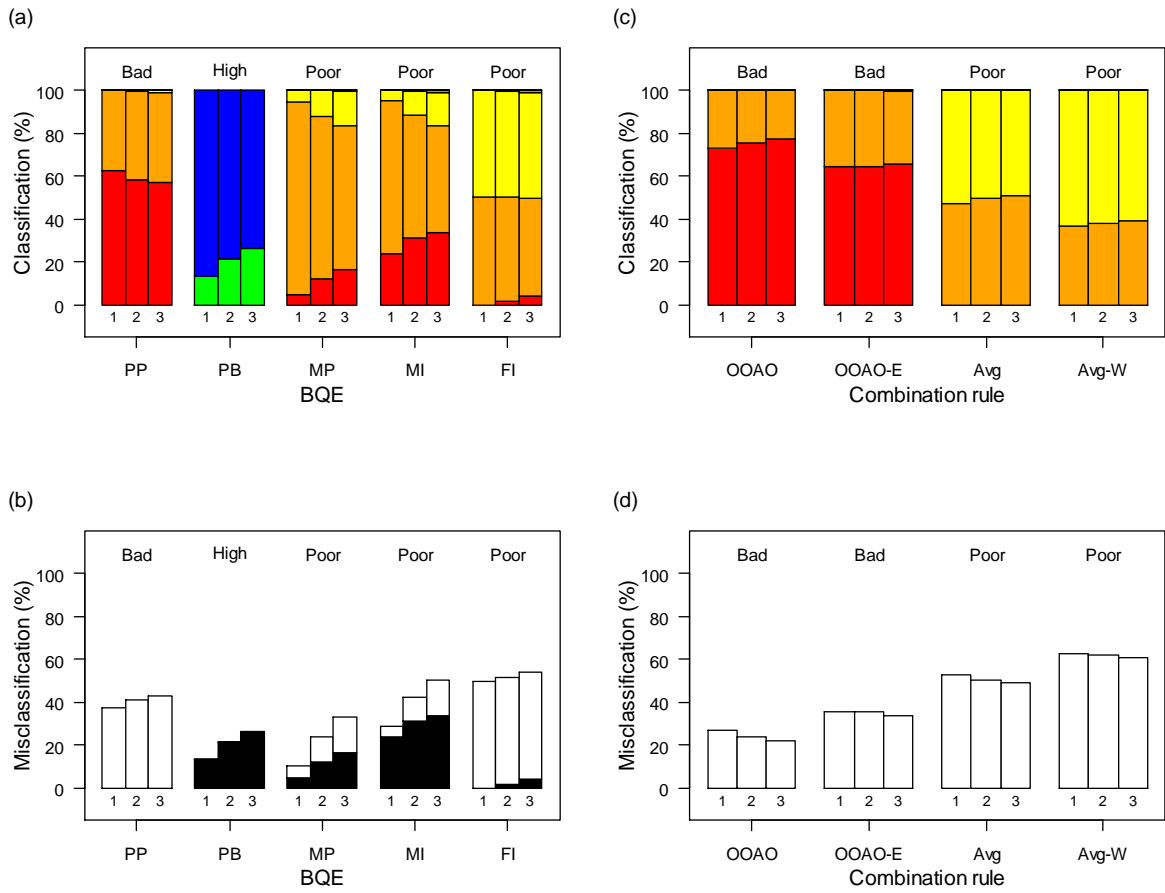 (a)
Bad High Poor Poor Poor
Classification (%)
100
80
60
40
20
0
1 2 3 1 2 3 1 2 3 1 2 3 1 2 3
PP PB MP MI FI
BQE
(c)
Bad Bad Poor Poor
Classification (%)
100
80
60
40
20
0
1 2 3 1 2 3 1 2 3 1 2 3
OOAO OOAO-E Avg Avg-W
Combination rule
(b)
Bad High Poor Poor Poor
Misclassification (%)
100
80
60
40
20
0
1 2 3 1 2 3 1 2 3 1 2 3 1 2 3
PP PB MP MI FI
BQE
(d)
Bad Bad Poor Poor
Misclassification (%)
100
80
60
40
20
0
1 2 3 1 2 3 1 2 3 1 2 3
OOAO OOAO-E Avg Avg-W
Combination rule